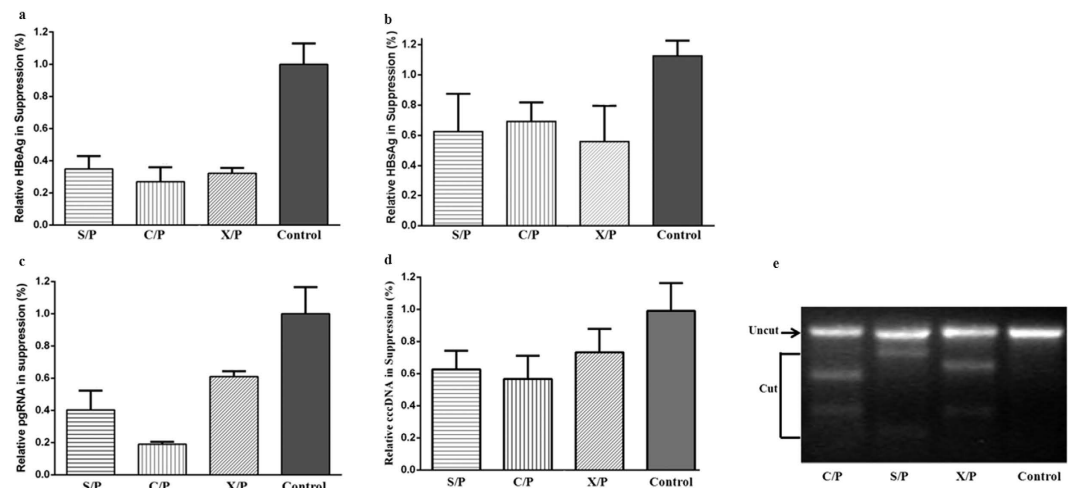 a
Relative HBeAg in Suppression (%)
1.2
1.0
0.8
0.6
0.4
0.2
0.0
S/P C/P X/P Control
b
Relative HBsAg in Suppression (%)
1.2
1.0
0.8
0.6
0.4
0.2
0.0
S/P C/P X/P Control
c
Relative pgRNA in suppression (%)
1.2
1.0
0.8
0.6
0.4
0.2
0.0
S/P C/P X/P Control
d
Relative cccDNA in Suppression (%)
1.2
1.0
0.8
0.6
0.4
0.2
0.0
S/P C/P X/P Control
e
Uncut
Cut
C/P S/P X/P Control